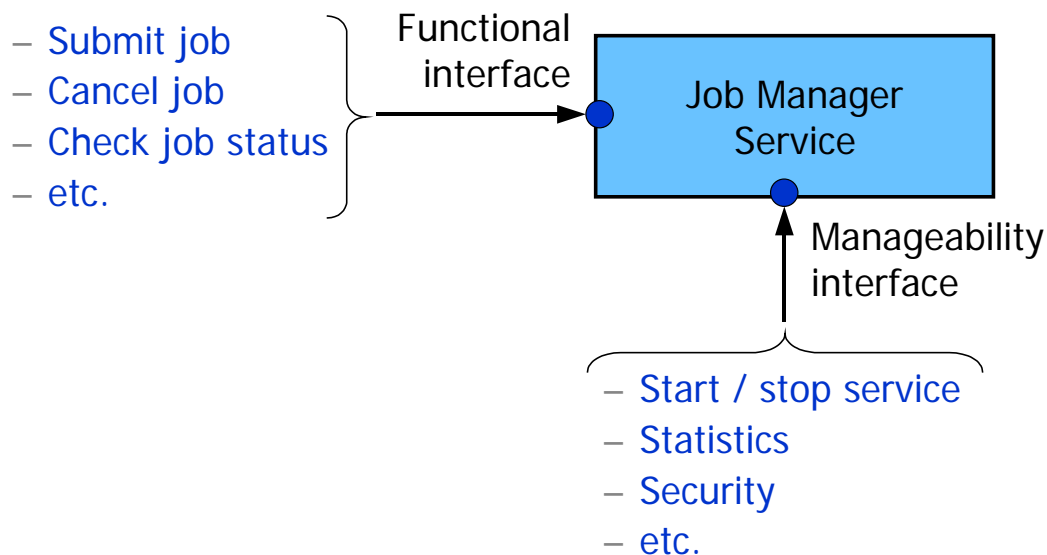 – Submit job
– Cancel job
– Check job status
– etc.
Functional
interface
Job Manager
Service
Manageability
interface
– Start / stop service
– Statistics
– Security
– etc.